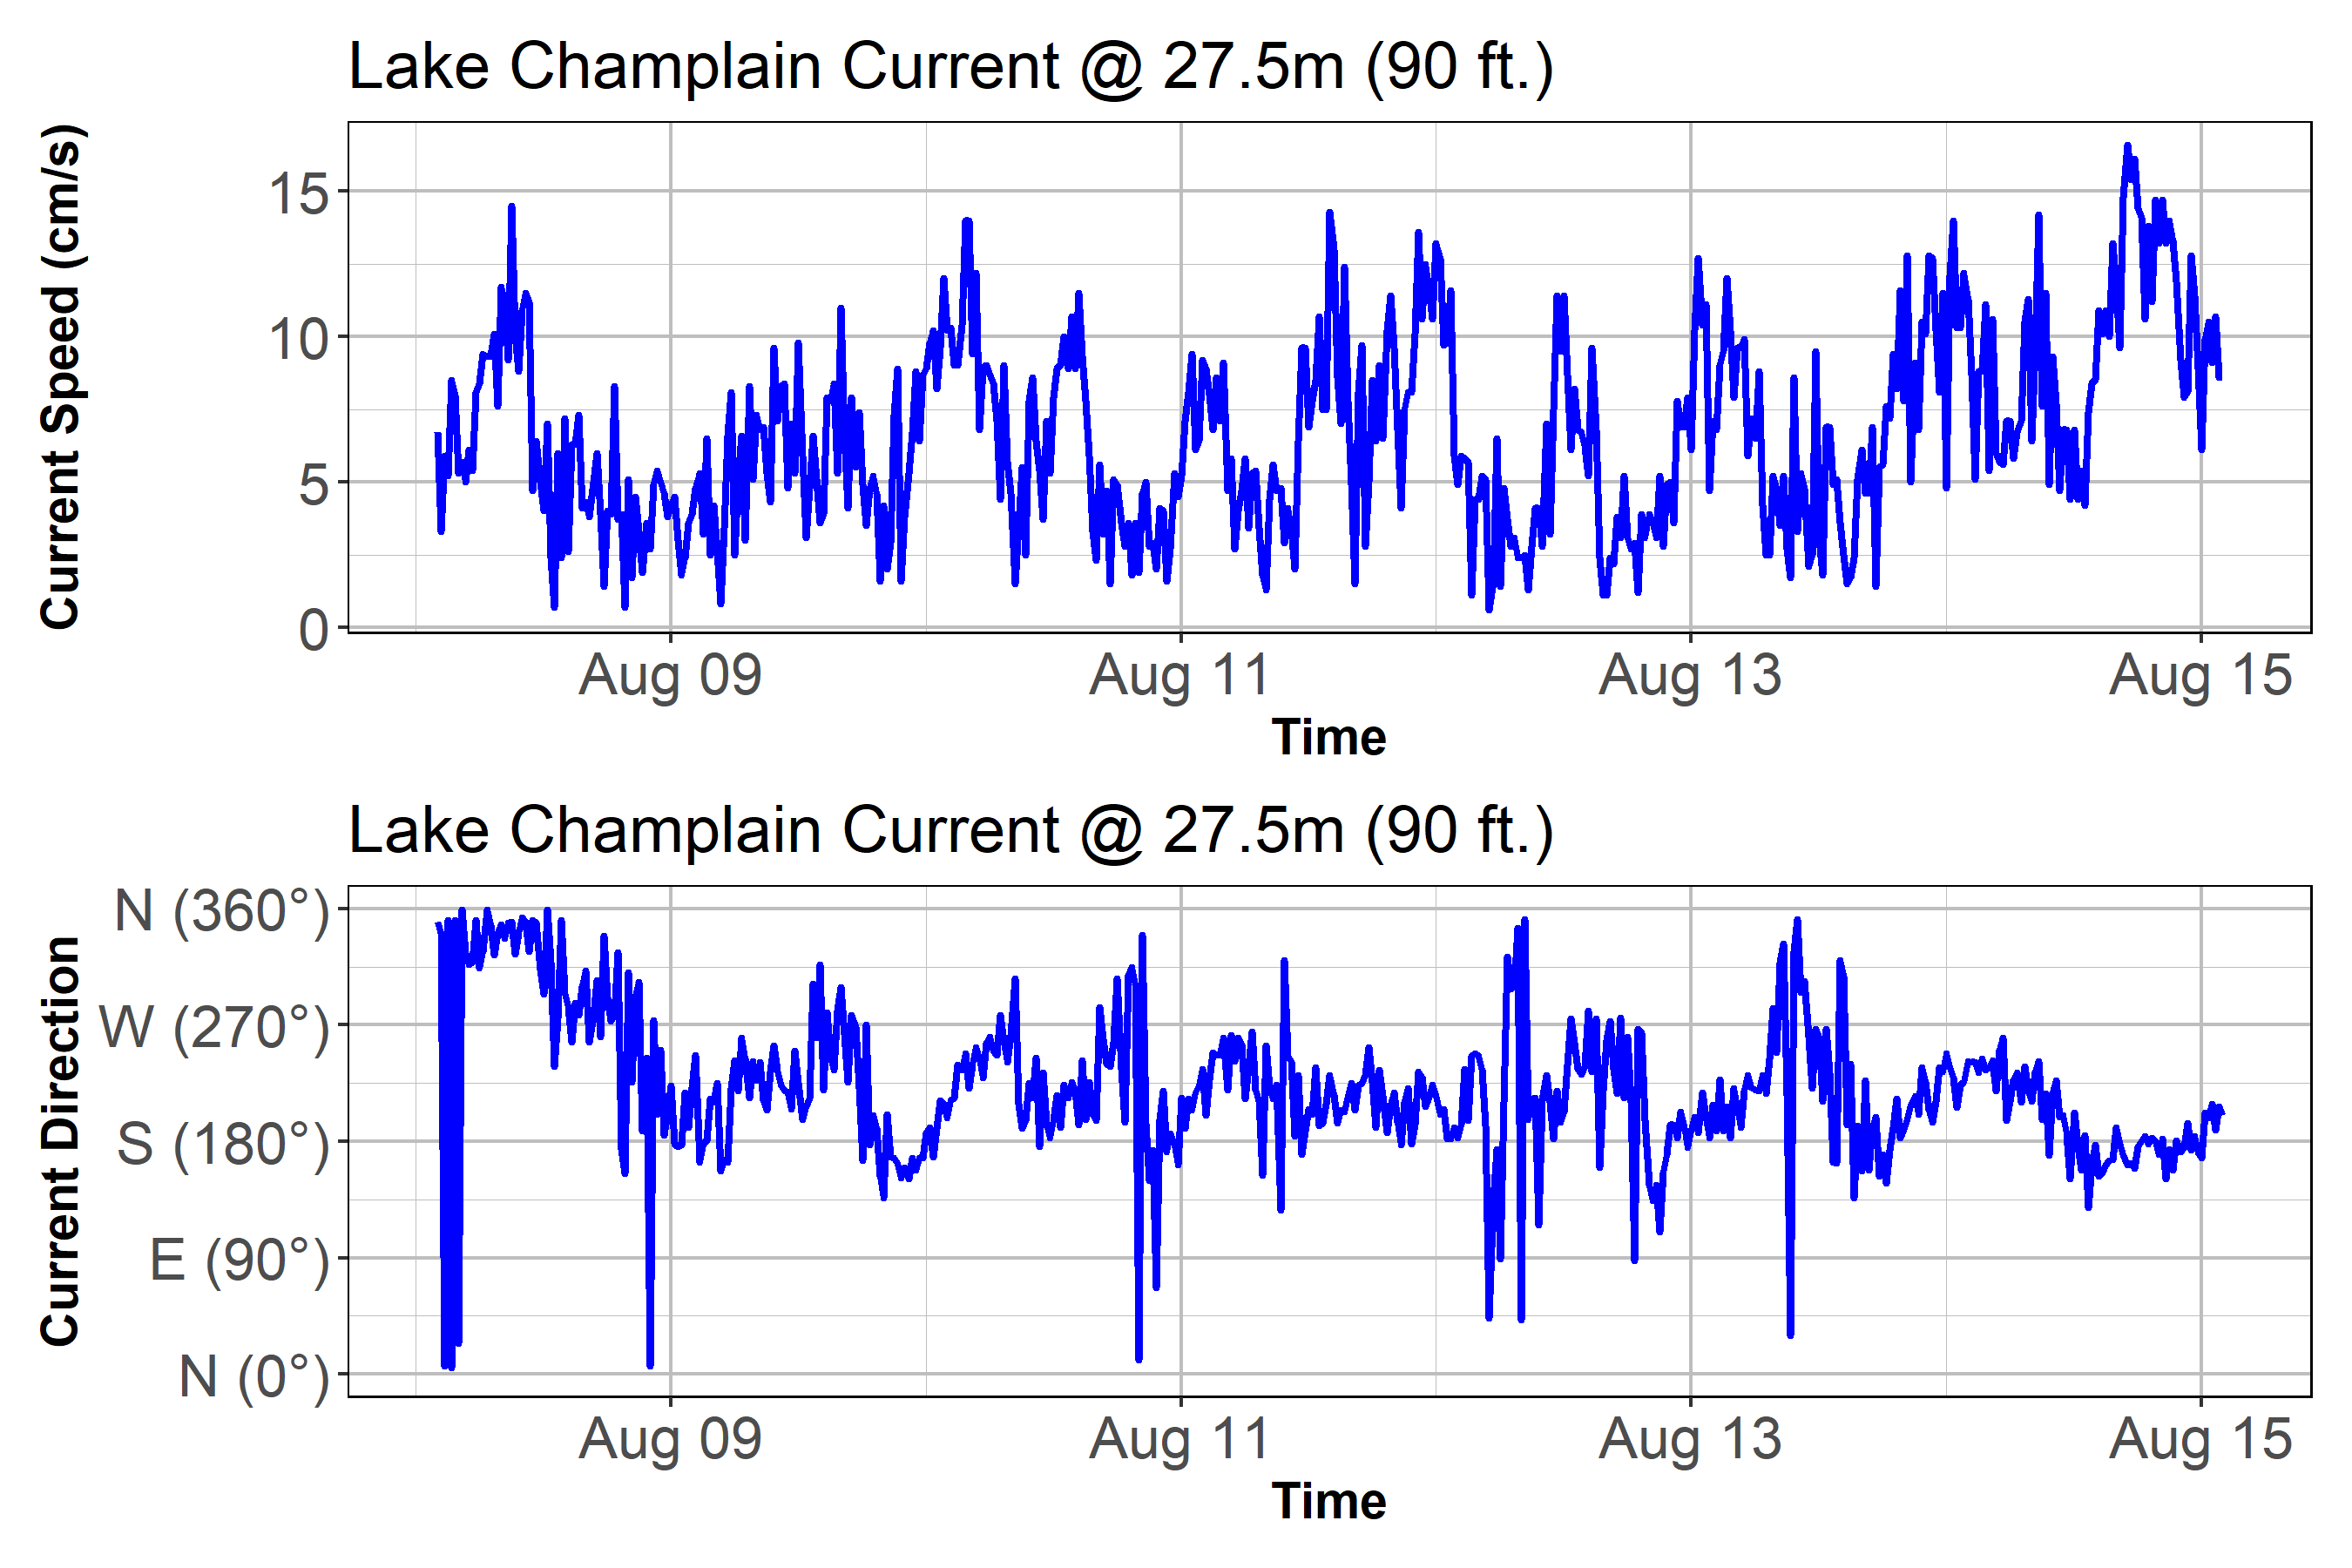 Lake Champlain Current @ 27.5m (90 ft.)
Current Speed (cm/s)
15
10
5
0
Aug 09 Aug 11 Aug 13 Aug 15
Time
Lake Champlain Current @ 27.5m (90 ft.)
Current Direction
N (360°)
W (270°)
S (180°)
E (90°)
N (0°)
Aug 09 Aug 11 Aug 13 Aug 15
Time